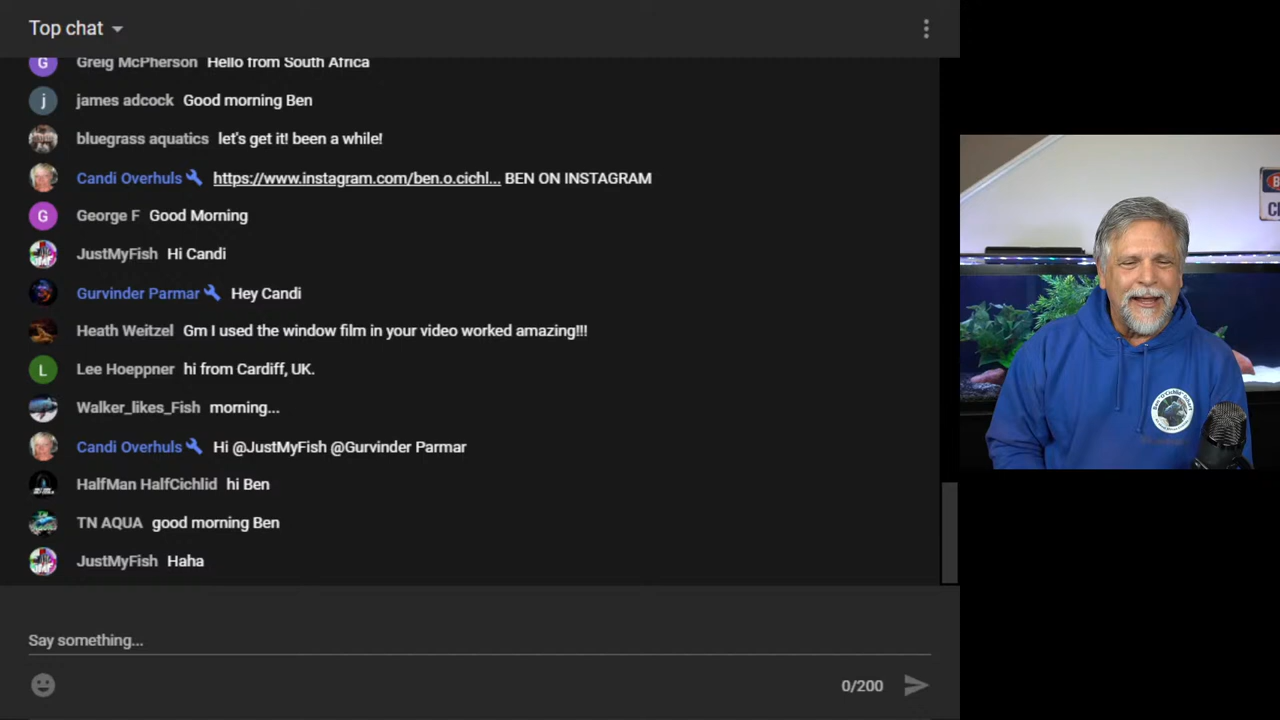 Top chat
Greig McPherson Hello from South Africa
james adcock Good morning Ben
bluegrass aquatics let's get it! been a while!
Candi Overhuls https://www.instagram.com/ben.o.cichl... BEN ON INSTAGRAM
George F Good Morning
JustMyFish Hi Candi
Gurvinder Parmar Hey Candi
Heath Weitzel Gm I used the window film in your video worked amazing!!!
Lee Hoeppner hi from Cardiff, UK.
Walker_likes_Fish morning...
Candi Overhuls Hi @JustMyFish @Gurvinder Parmar
HalfMan HalfCichlid hi Ben
TN AQUA good morning Ben
JustMyFish Haha
Say something...
0/200